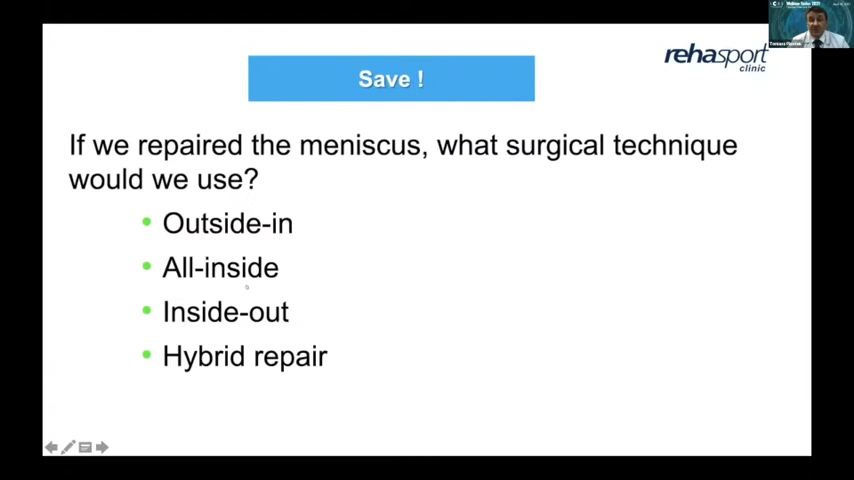 Save !
rehasport
clinic
If we repaired the meniscus, what surgical technique
would we use?
Outside-in
All-inside
Inside-out
Hybrid repair